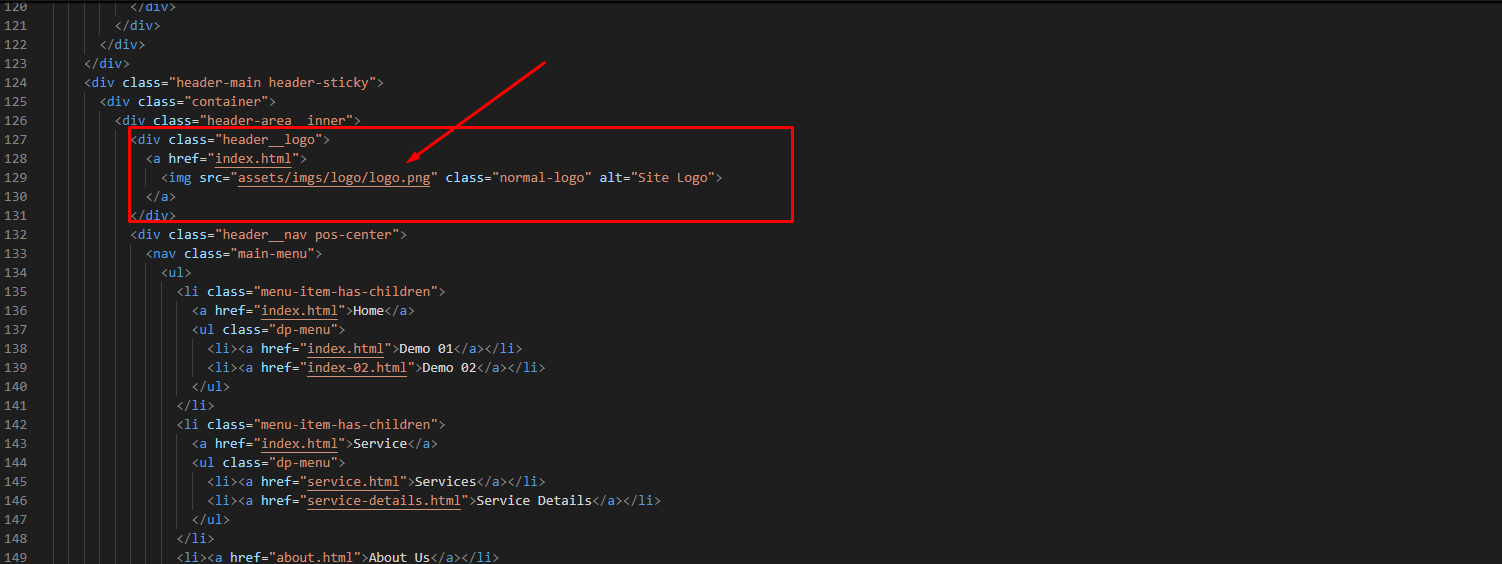 120 </div>
121 </div>
122 </div>
123 </div>
124 <div class="header-main header-sticky">
125 <div class="container">
126 <div class="header-area__inner">
127 <div class="header__logo">
128 <a href="index.html">
129 <img src="assets/imgs/logo/logo.png" class="normal-logo" alt="Site Logo">
130 </a>
131 </div>
132 <div class="header__nav pos-center">
133 <nav class="main-menu">
134 <ul>
135 <li class="menu-item-has-children">
136 <a href="index.html">Home</a>
137 <ul class="dp-menu">
138 <li><a href="index.html">Demo 01</a></li>
139 <li><a href="index-02.html">Demo 02</a></li>
140 </ul>
141 </li>
142 <li class="menu-item-has-children">
143 <a href="index.html">Service</a>
144 <ul class="dp-menu">
145 <li><a href="service.html">Services</a></li>
146 <li><a href="service-details.html">Service Details</a></li>
147 </ul>
148 </li>
149 <li><a href="about.html">About Us</a></li>